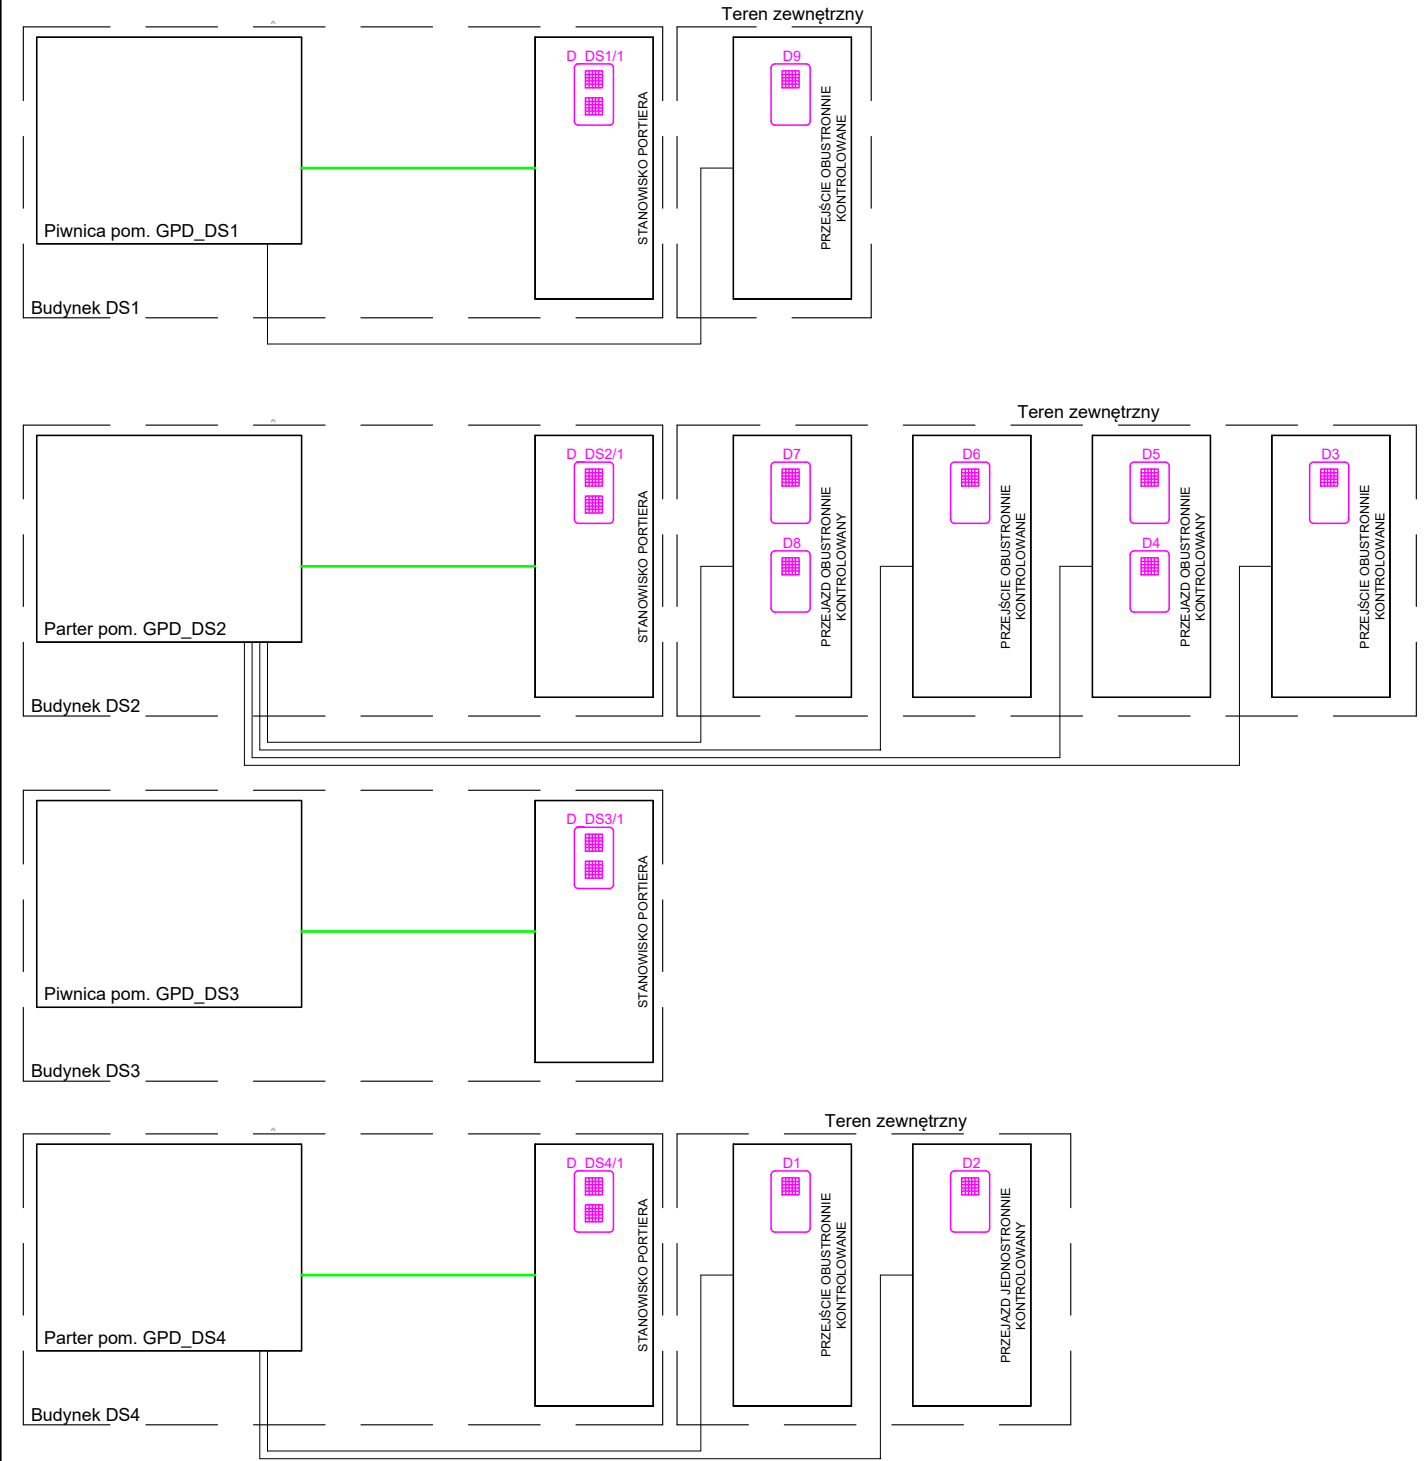 Teren zewnętrzny
D_DS1/1
STANOWISKO PORTIERA
D9
PRZEJŚCIE OBUSTRONNIE
KONTROLOWANE
Piwnica pom. GPD_DS1
Budynek DS1
Teren zewnętrzny
D_DS2/1
STANOWISKO PORTIERA
D7
D8
PRZEJAZD OBUSTRONNIE
KONTROLOWANY
D6
PRZEJŚCIE OBUSTRONNIE
KONTROLOWANE
D5
D4
PRZEJAZD OBUSTRONNIE
KONTROLOWANY
D3
PRZEJŚCIE OBUSTRONNIE
KONTROLOWANE
Parter pom. GPD_DS2
Budynek DS2
D_DS3/1
STANOWISKO PORTIERA
Piwnica pom. GPD_DS3
Budynek DS3
Teren zewnętrzny
D_DS4/1
STANOWISKO PORTIERA
D1
PRZEJŚCIE OBUSTRONNIE
KONTROLOWANE
D2
PRZEJAZD JEDNOSTRONNIE
KONTROLOWANY
Parter pom. GPD_DS4
Budynek DS4